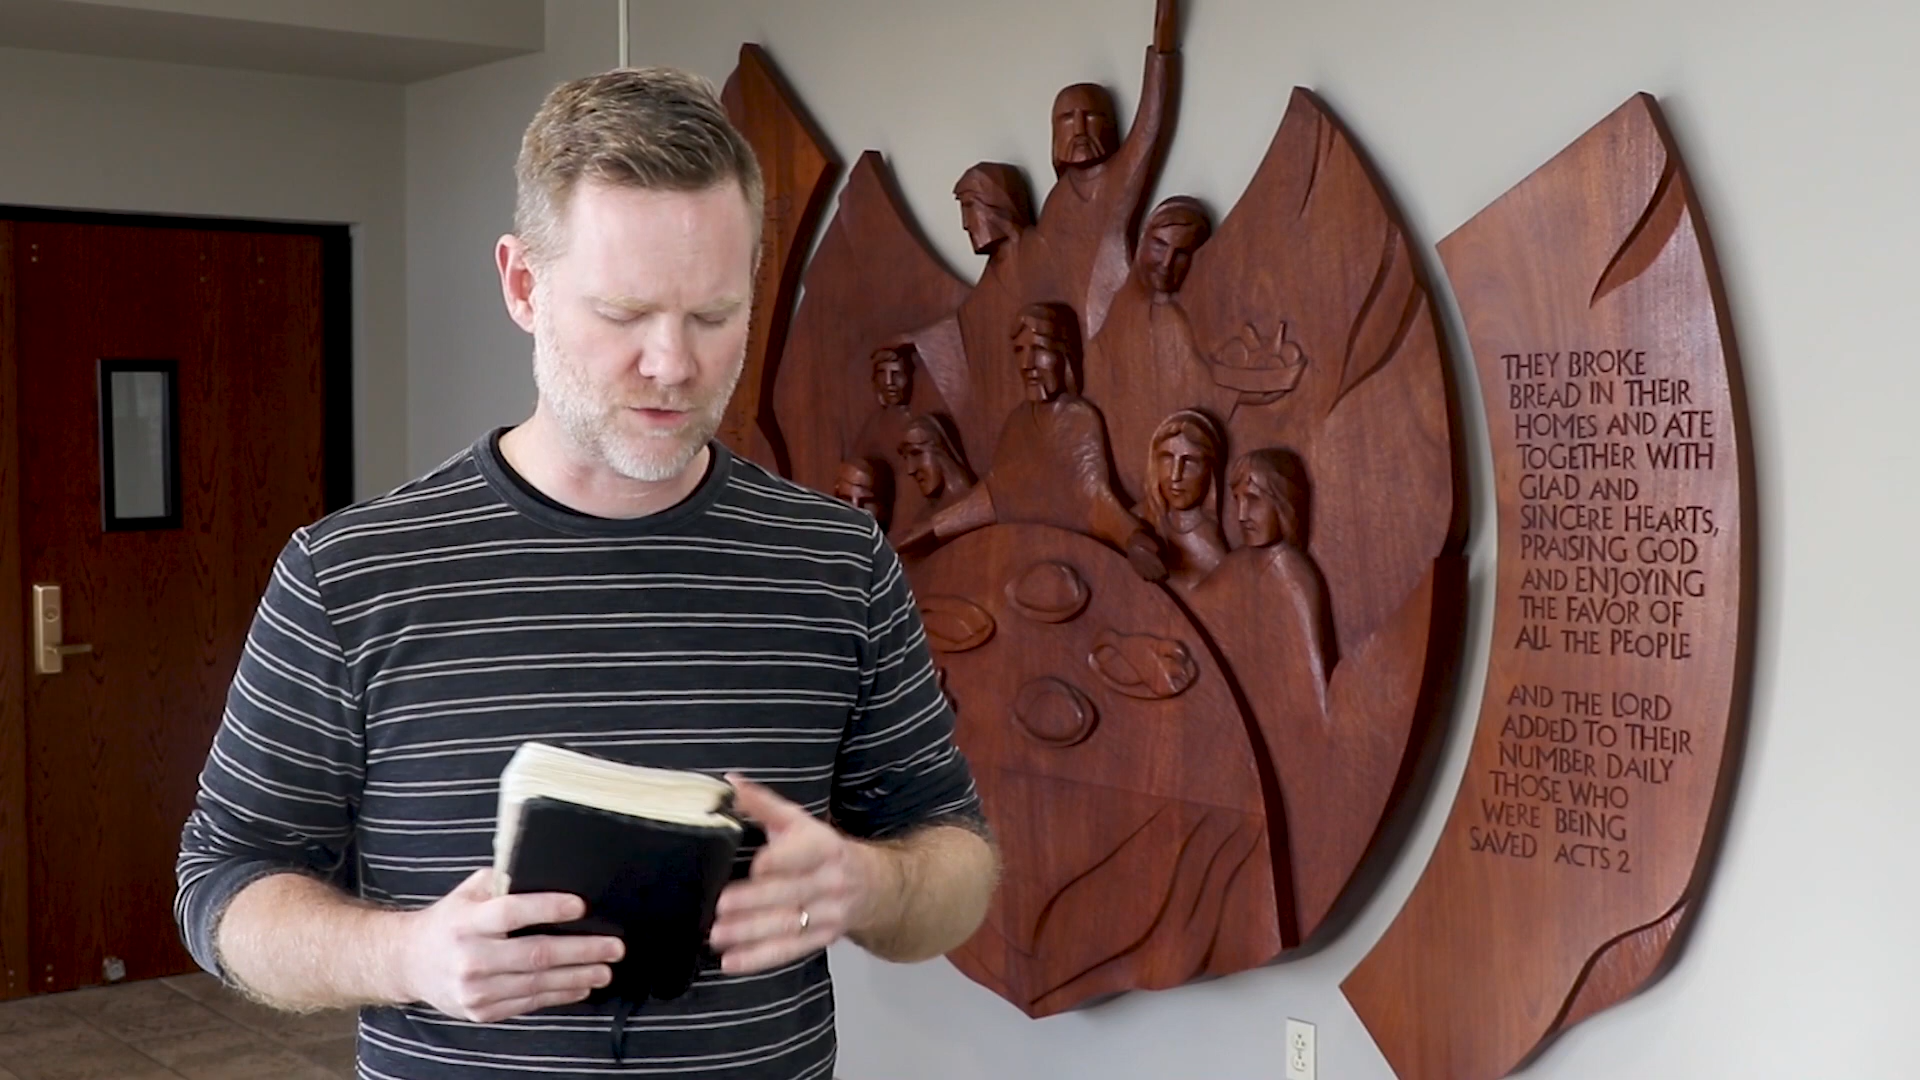 THEY BROKE
BREAD IN THEIR
HOMES AND ATE
TOGETHER WITH
GLAD AND
SINCERE HEARTS,
PRAISING GOD
AND ENJOYING
THE FAVOR OF
ALL THE PEOPLE
AND THE LORD
ADDED TO THEIR
NUMBER DAILY
THOSE WHO
WERE BEING
SAVED ACTS 2